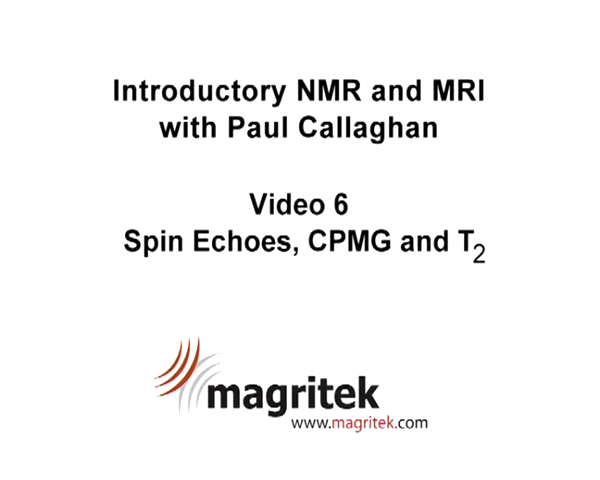 Introductory NMR and MRI
with Paul Callaghan
Video 6
Spin Echoes, CPMG and T₂
magritek
www.magritek.com